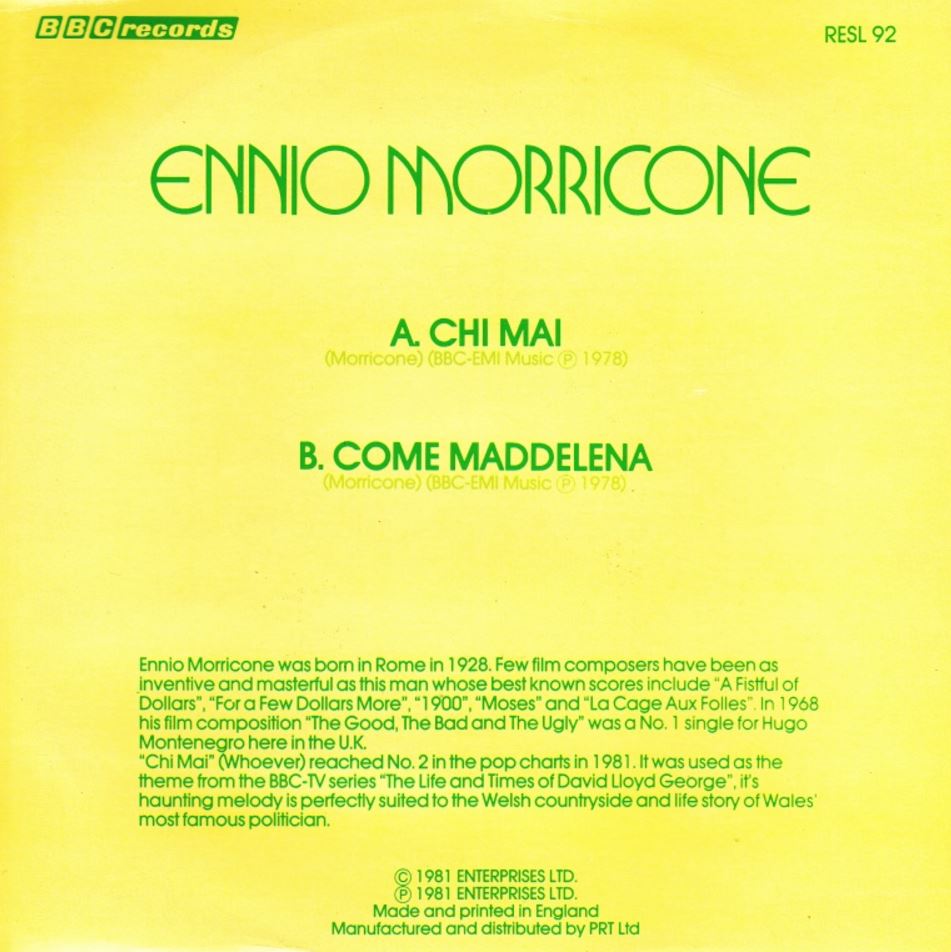 BBC records
RESL 92
ENNIO MORRICONE
A. CHI MAI
(Morricone) (BBC-EMI Music Ⓟ 1978)
B. COME MADDELENA
(Morricone) (BBC-EMI Music Ⓟ 1978)
Ennio Morricone was born in Rome in 1928. Few film composers have been as
inventive and masterful as this man whose best known scores include “A Fistful of
Dollars”, “For a Few Dollars More”, “1900”, “Moses” and “La Cage Aux Folles”. In 1968
his film composition “The Good, The Bad and The Ugly” was a No. 1 single for Hugo
Montenegro here in the U.K.
“Chi Mai” (Whoever) reached No. 2 in the pop charts in 1981. It was used as the
theme from the BBC-TV series “The Life and Times of David Lloyd George”, it's
haunting melody is perfectly suited to the Welsh countryside and life story of Wales'
most famous politician.
© 1981 ENTERPRISES LTD.
Ⓟ 1981 ENTERPRISES LTD.
Made and printed in England
Manufactured and distributed by PRT Ltd